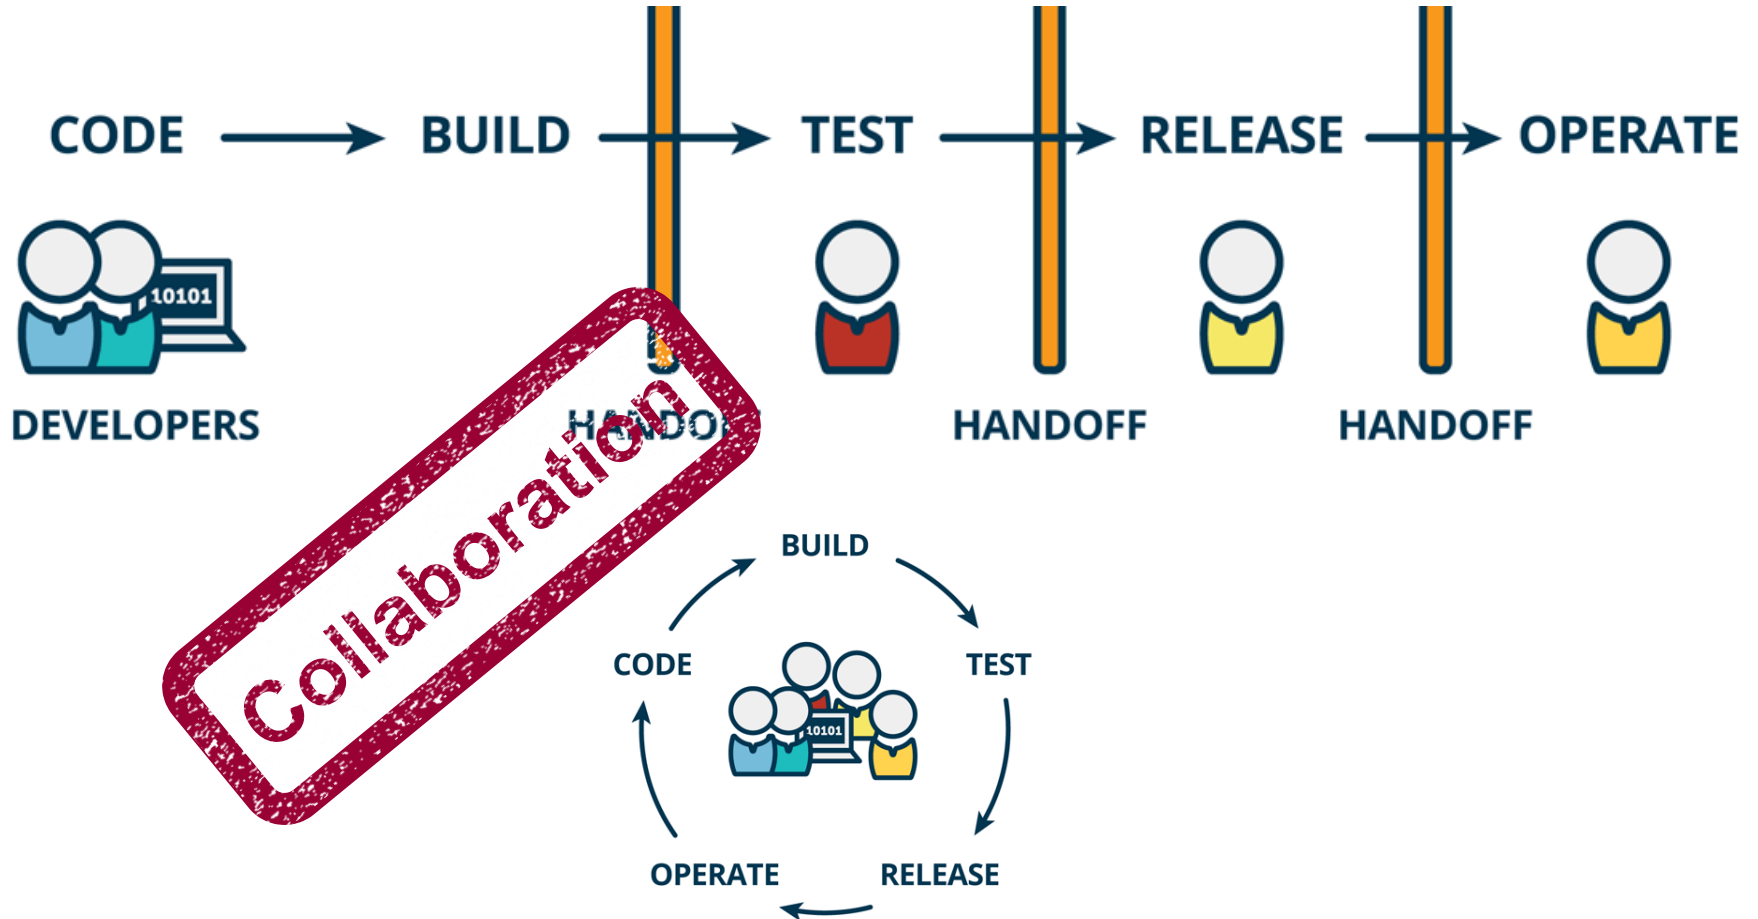 CODE BUILD TEST RELEASE OPERATE
10101
DEVELOPERS HANDOFF HANDOFF
Collaboration
BUILD
CODE TEST
10101
OPERATE RELEASE